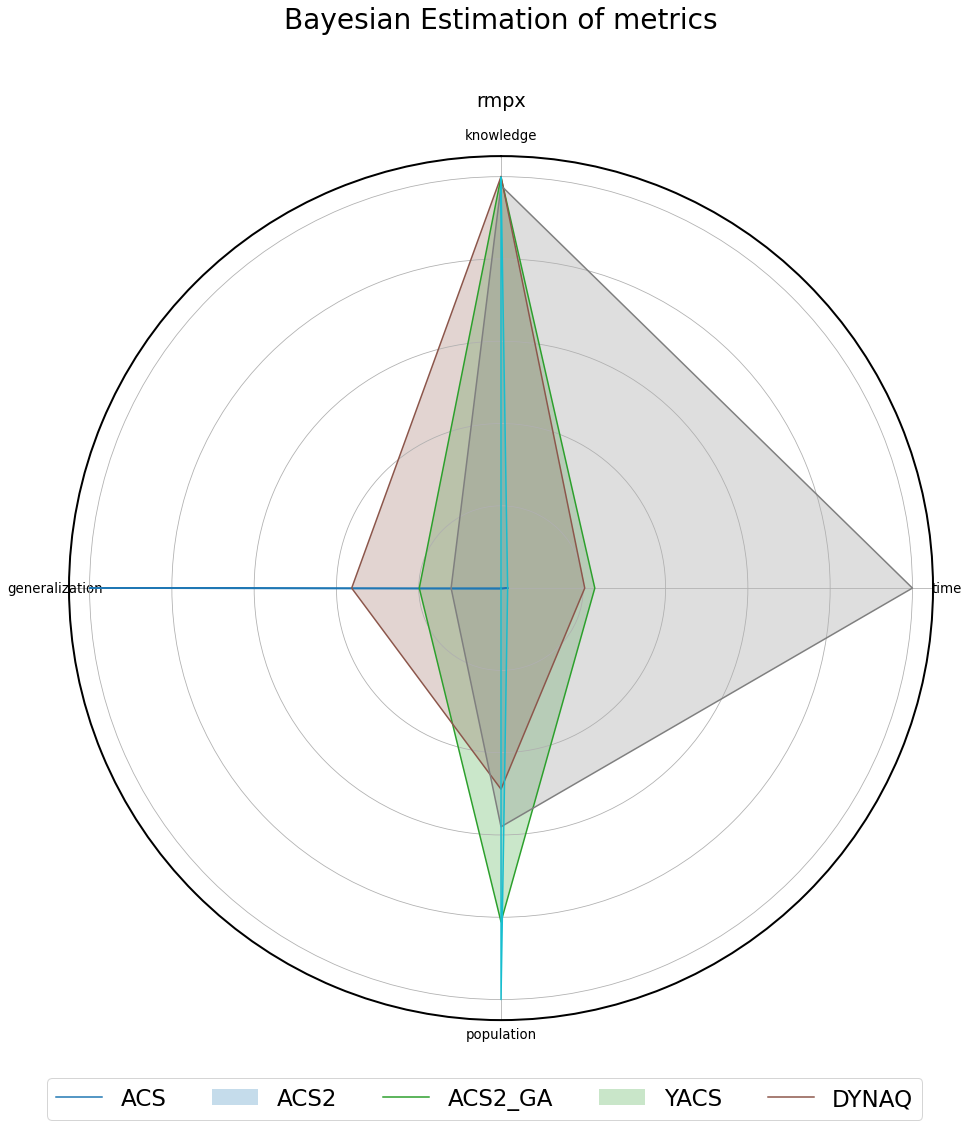 Bayesian Estimation of metrics
rmpx
knowledge
generalization
time
population
ACS ACS2 ACS2_GA YACS DYNAQ